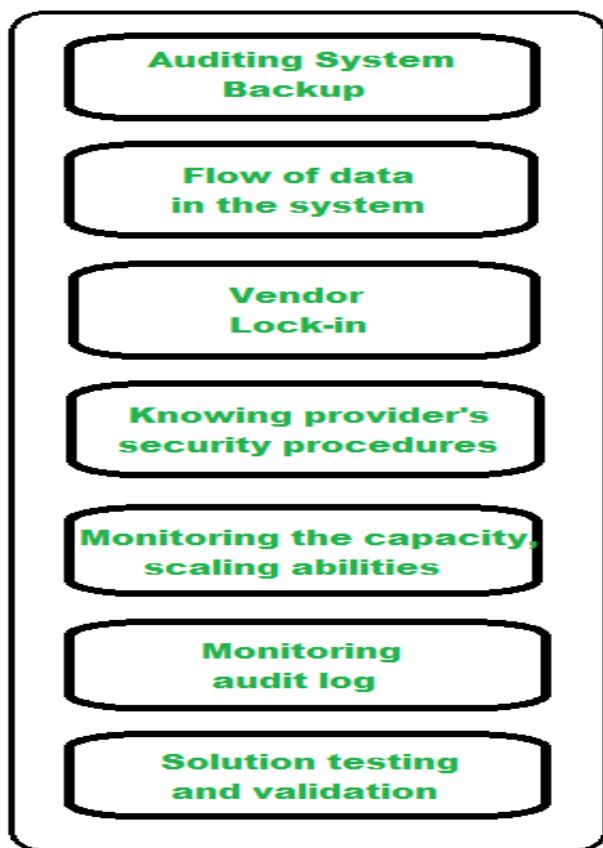 Auditing System
Backup
Flow of data
in the system
Vendor
Lock-in
Knowing provider's
security procedures
Monitoring the capacity,
scaling abilities
Monitoring
audit log
Solution testing
and validation